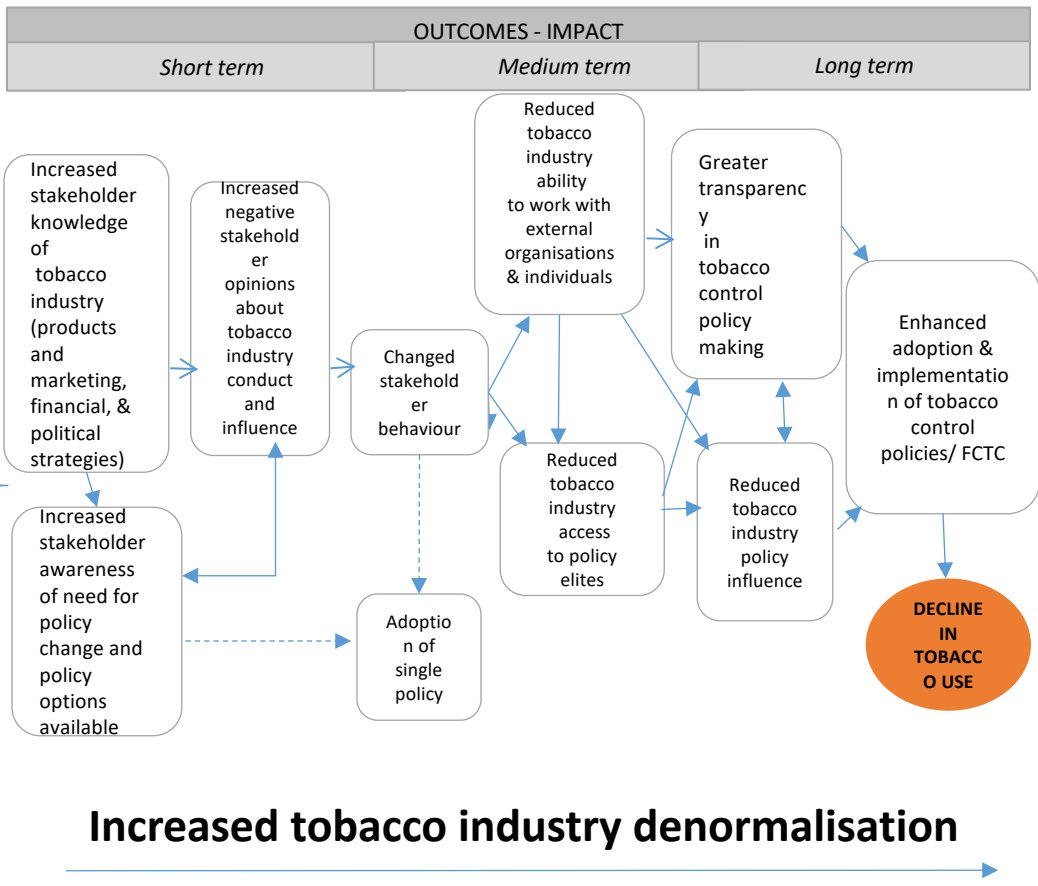 OUTCOMES - IMPACT
Short term
Medium term
Long term
Increased
stakeholder
knowledge
of
tobacco
industry
(products
and
marketing,
financial, &
political
strategies)
Increased
stakeholder
awareness
of need for
policy
change and
policy
options
available
Increased
negative
stakehold
er
opinions
about
tobacco
industry
conduct
and
influence
Changed
stakehold
er
behaviour
Adoptio
n of
single
policy
Reduced
tobacco
industry
ability
to work with
external
organisations
& individuals
Reduced
tobacco
industry
access
to policy
elites
Greater
transparenc
y
in
tobacco
control
policy
making
Reduced
tobacco
industry
policy
influence
Enhanced
adoption &
implementatio
n of tobacco
control
policies/ FCTC
DECLINE
IN
TOBACC
O USE
Increased tobacco industry denormalisation